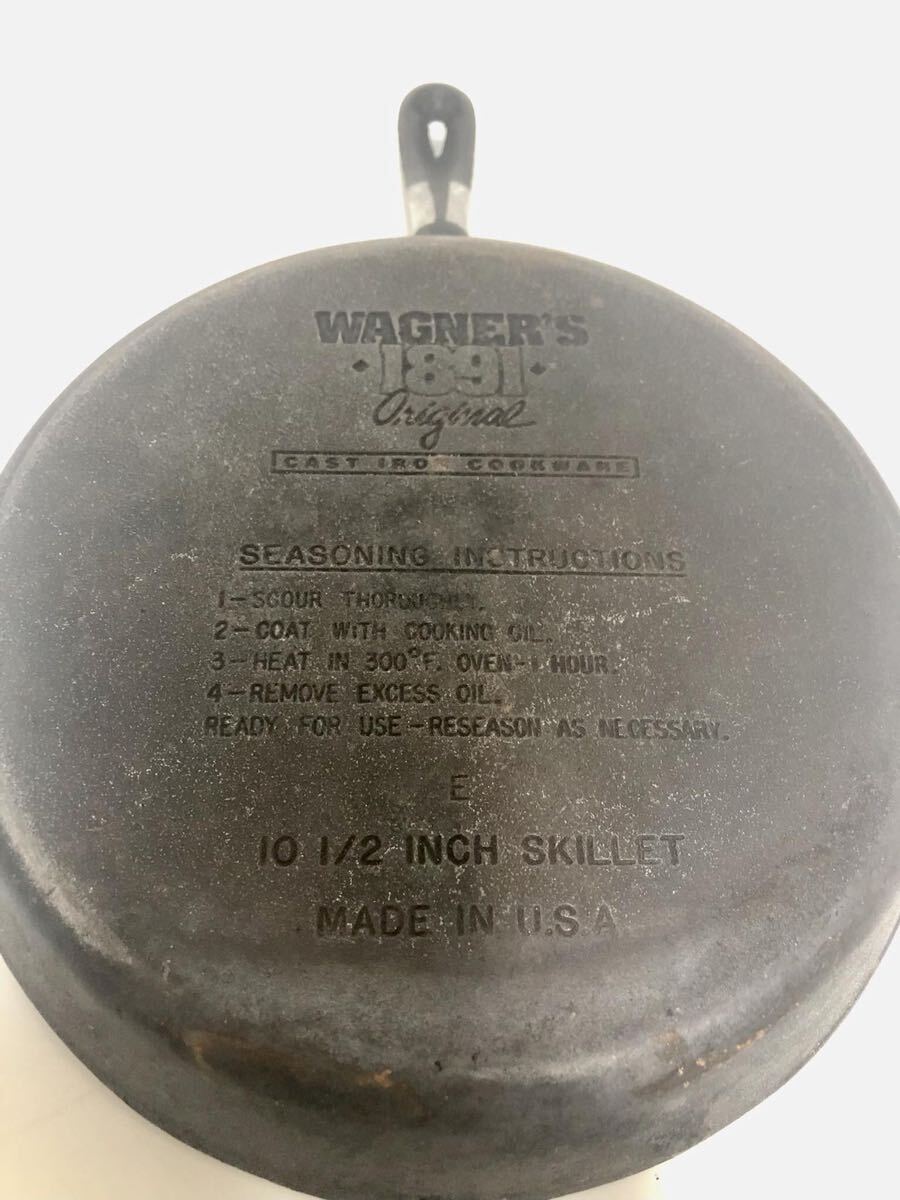 WAGNER'S
1891
Original
CAST IRON COOKWARE
SEASONING INSTRUCTIONS
1-SCOUR THOROUGHLY.
2-COAT WITH COOKING OIL.
3-HEAT IN 300°F. OVEN-1 HOUR.
4-REMOVE EXCESS OIL.
READY FOR USE-RESEASON AS NECESSARY.
E
10 1/2 INCH SKILLET
MADE IN U.S.A